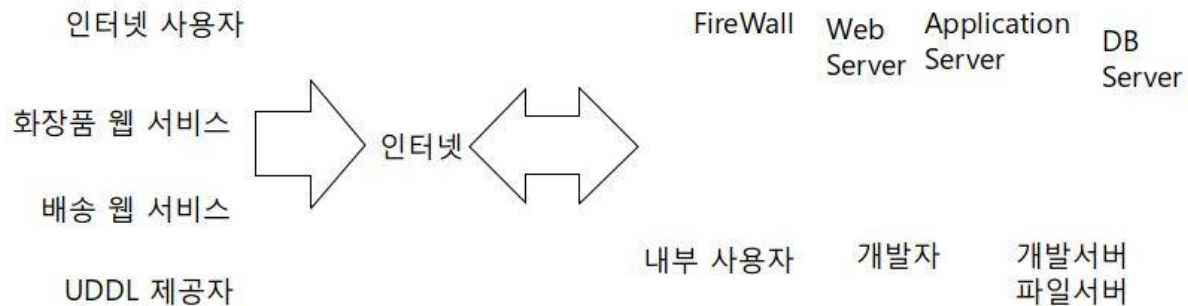 인터넷 사용자
화장품 웹 서비스
배송 웹 서비스
UDDL 제공자
인터넷
FireWall
Web
Server
Application
Server
DB
Server
내부 사용자
개발자
개발서버
파일서버